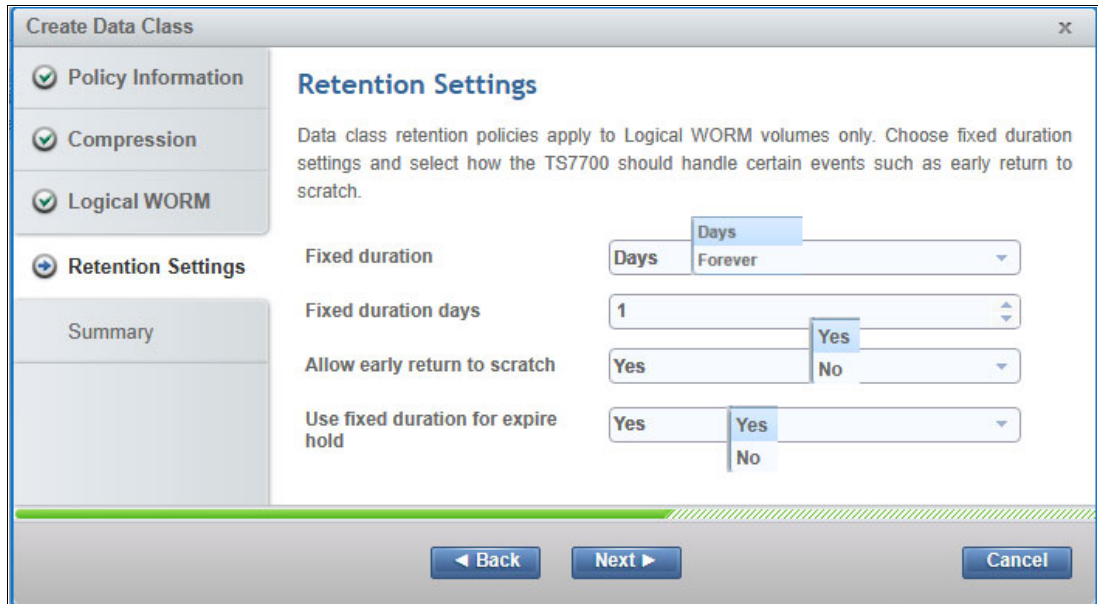 Create Data Class
x
Policy Information
Compression
Logical WORM
Retention Settings
Summary
Retention Settings
Data class retention policies apply to Logical WORM volumes only. Choose fixed duration
settings and select how the TS7700 should handle certain events such as early return to
scratch.
Fixed duration
Days
Days
Forever
Fixed duration days
1
Allow early return to scratch
Yes
Yes
No
Use fixed duration for expire
hold
Yes
Yes
No
Back
Next
Cancel